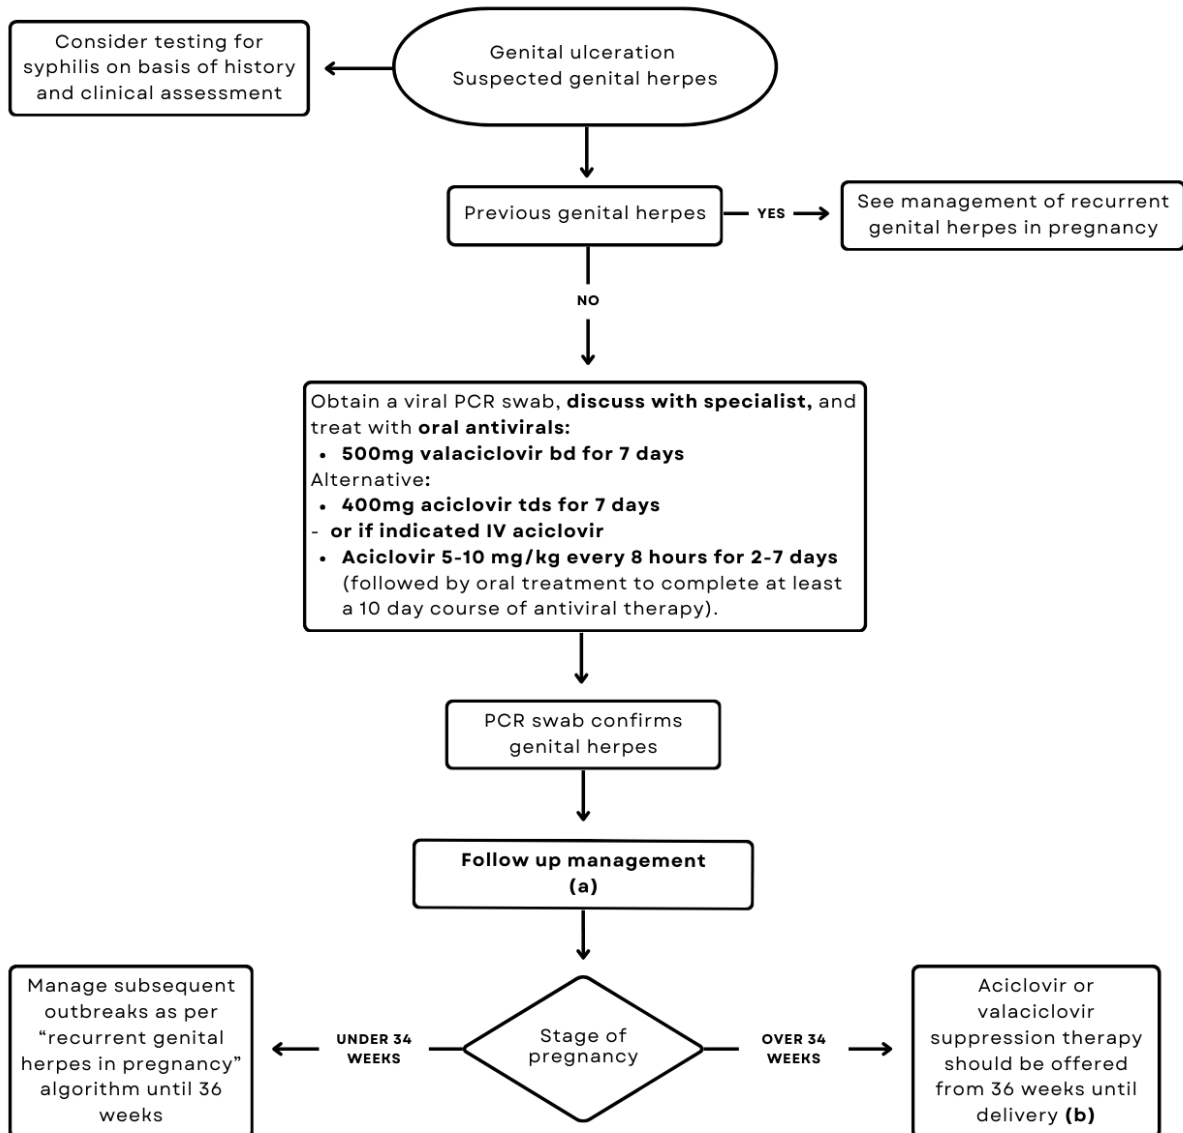 Consider testing for
syphilis on basis of history
and clinical assessment
Genital ulceration
Suspected genital herpes
Previous genital herpes
YES
See management of recurrent
genital herpes in pregnancy
NO
Obtain a viral PCR swab, discuss with specialist, and
treat with oral antivirals:
• 500mg valaciclovir bd for 7 days
Alternative:
• 400mg aciclovir tds for 7 days
- or if indicated IV aciclovir
• Aciclovir 5-10 mg/kg every 8 hours for 2-7 days
(followed by oral treatment to complete at least
a 10 day course of antiviral therapy).
PCR swab confirms
genital herpes
Follow up management
(a)
Stage of
pregnancy
UNDER 34
WEEKS
Manage subsequent
outbreaks as per
“recurrent genital
herpes in pregnancy”
algorithm until 36
weeks
OVER 34
WEEKS
Aciclovir or
valaciclovir
suppression therapy
should be offered
from 36 weeks until
delivery (b)